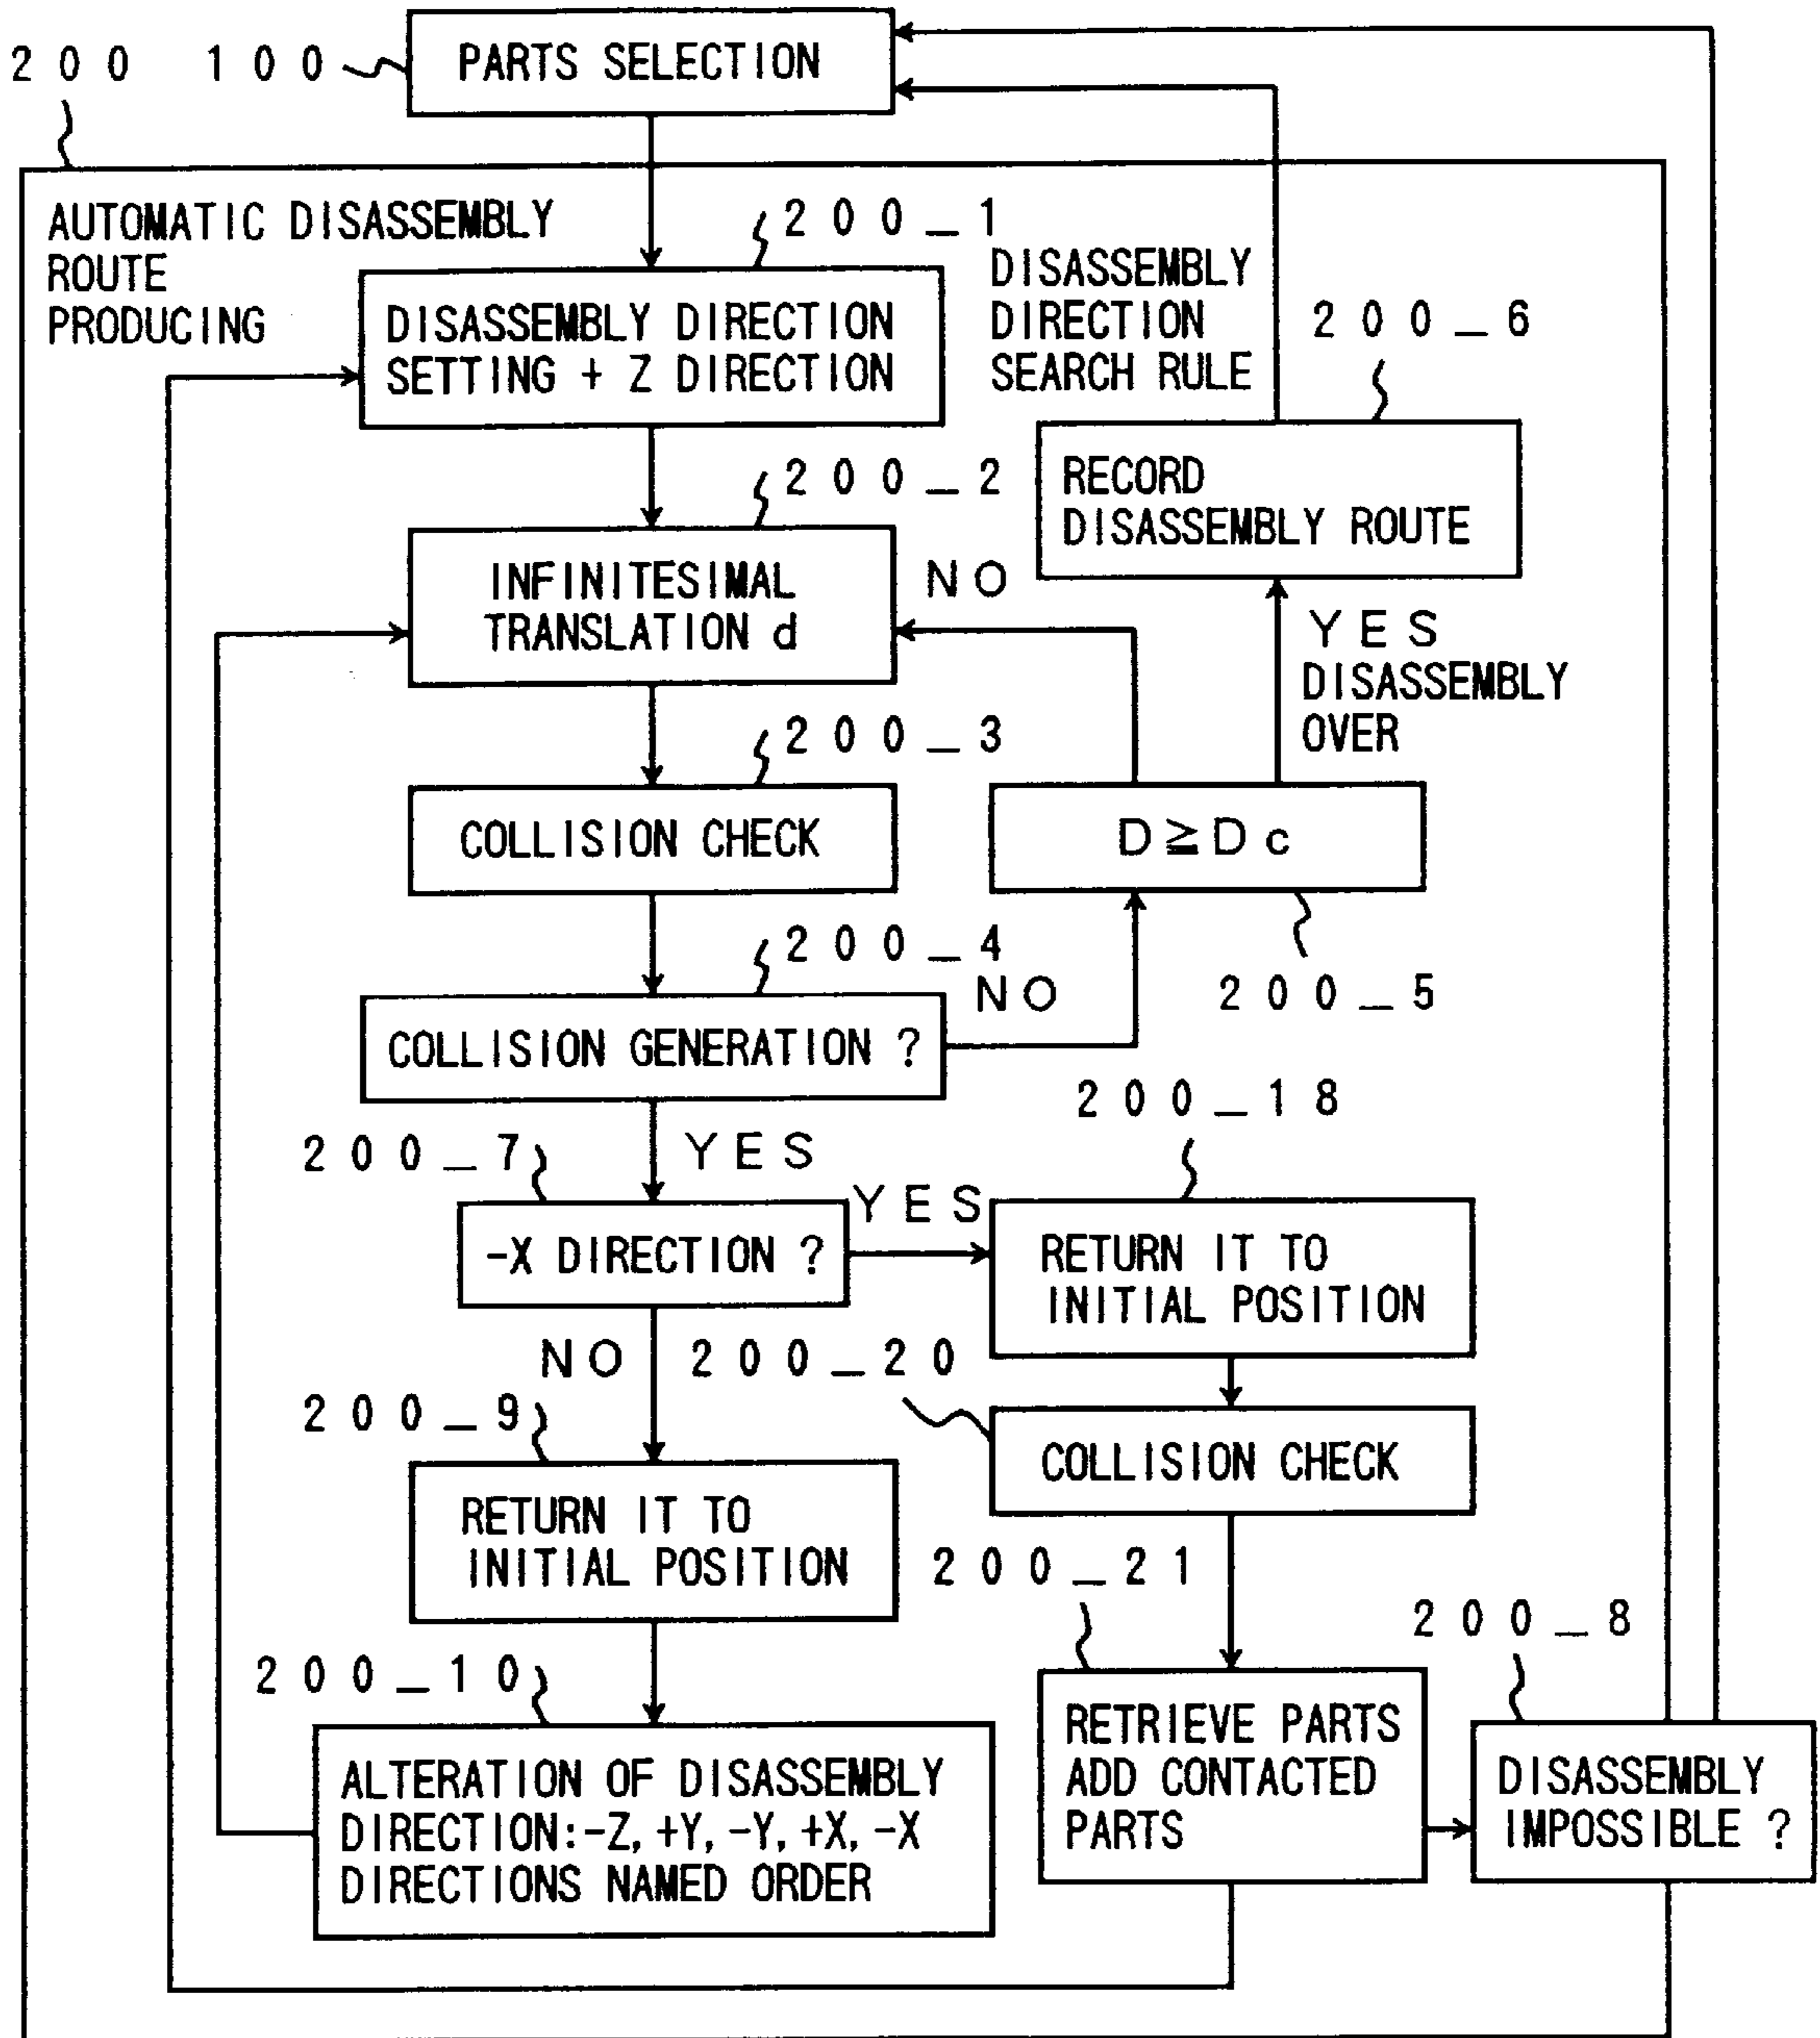 200 100
PARTS SELECTION
AUTOMATIC DISASSEMBLY
ROUTE
PRODUCING
200_1
DISASSEMBLY DIRECTION
SETTING + Z DIRECTION
DISASSEMBLY
DIRECTION
SEARCH RULE
200_6
RECORD
DISASSEMBLY ROUTE
200_2
INFINITESIMAL
TRANSLATION d
NO
YES
DISASSEMBLY
OVER
200_3
COLLISION CHECK
D≧Dc
200_5
200_4
COLLISION GENERATION ?
NO
200_7
YES
-X DIRECTION ?
YES
200_18
RETURN IT TO
INITIAL POSITION
NO
200_20
COLLISION CHECK
200_9
RETURN IT TO
INITIAL POSITION
200_21
RETRIEVE PARTS
ADD CONTACTED
PARTS
200_8
DISASSEMBLY
IMPOSSIBLE ?
200_10
ALTERATION OF DISASSEMBLY
DIRECTION:-Z, +Y, -Y, +X, -X
DIRECTIONS NAMED ORDER